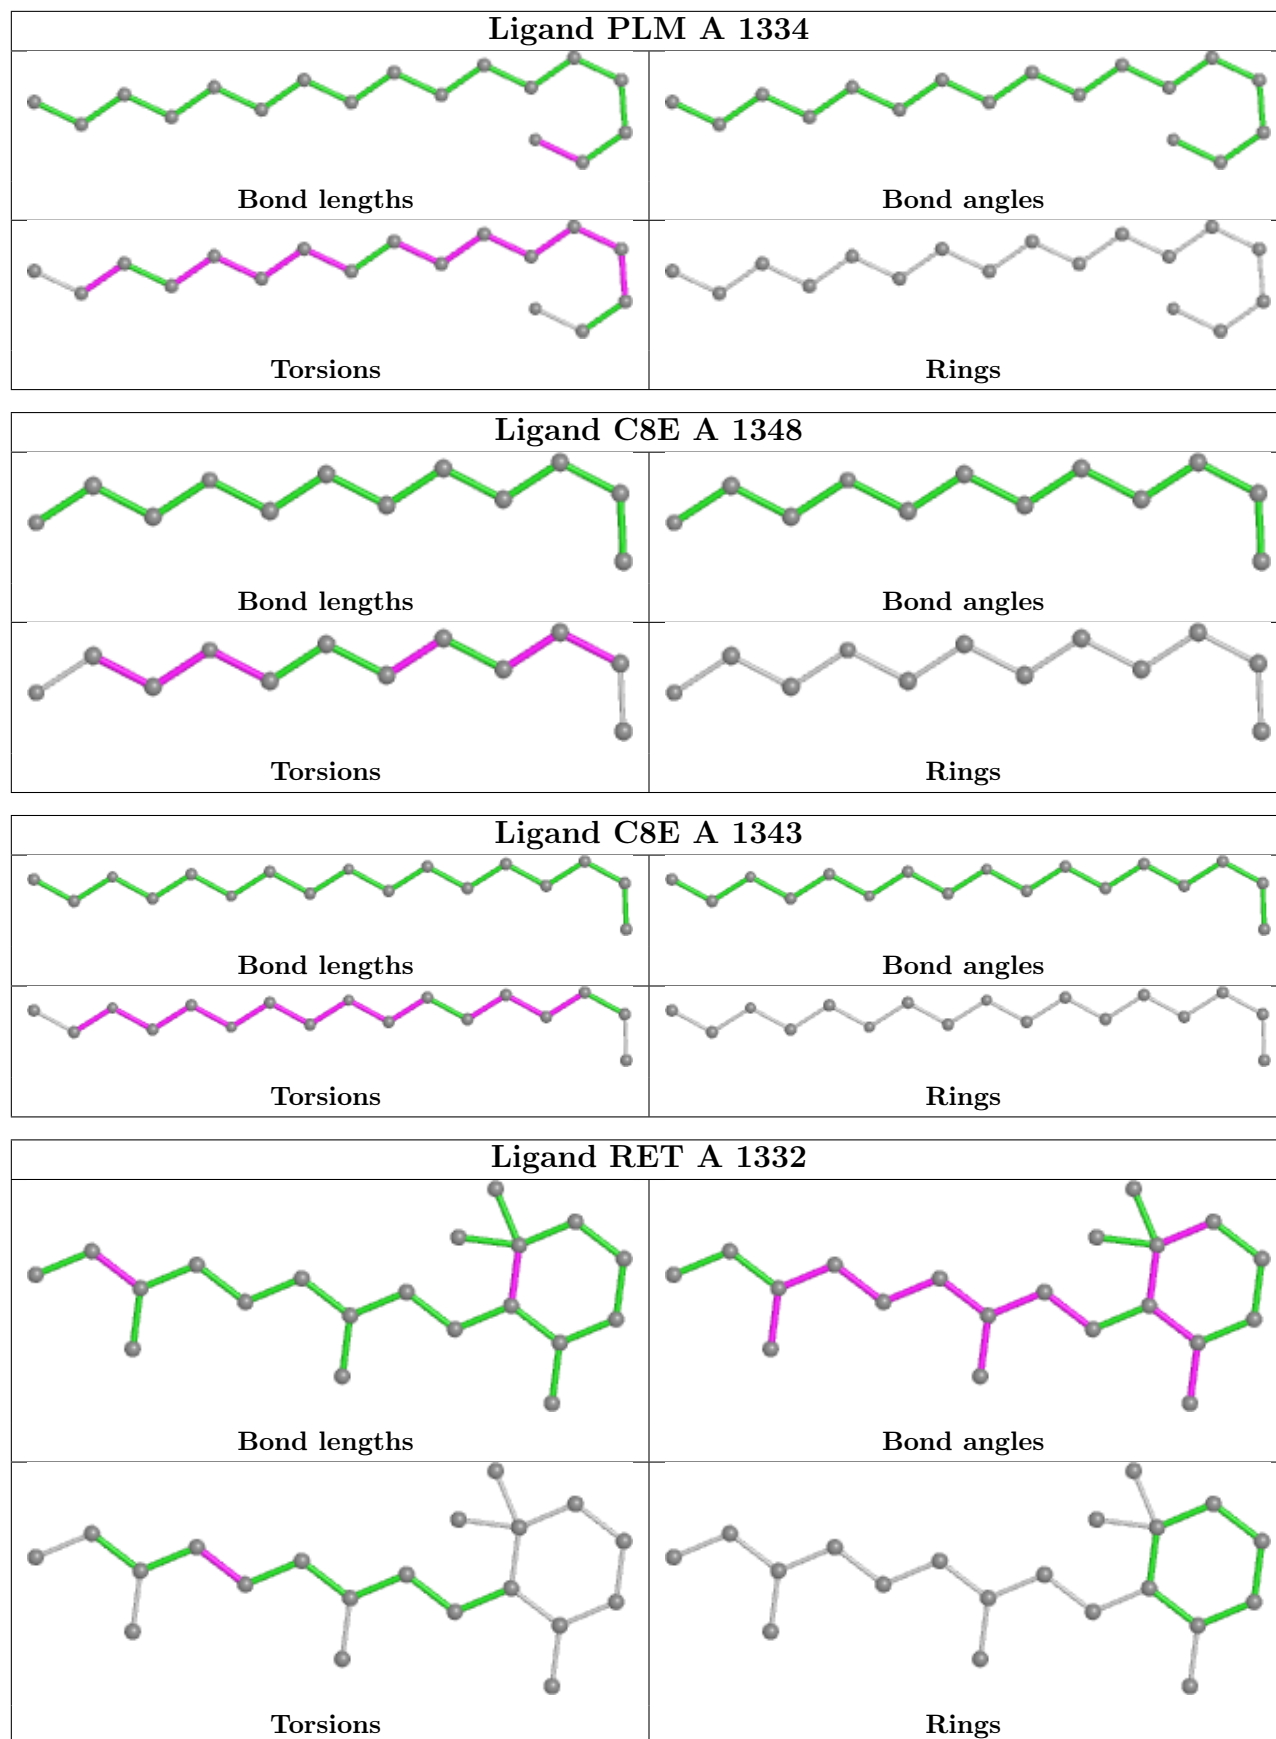 Ligand PLM A 1334
Bond lengths
Bond angles
Torsions
Rings
Ligand C8E A 1348
Bond lengths
Bond angles
Torsions
Rings
Ligand C8E A 1343
Bond lengths
Bond angles
Torsions
Rings
Ligand RET A 1332
Bond lengths
Bond angles
Torsions
Rings